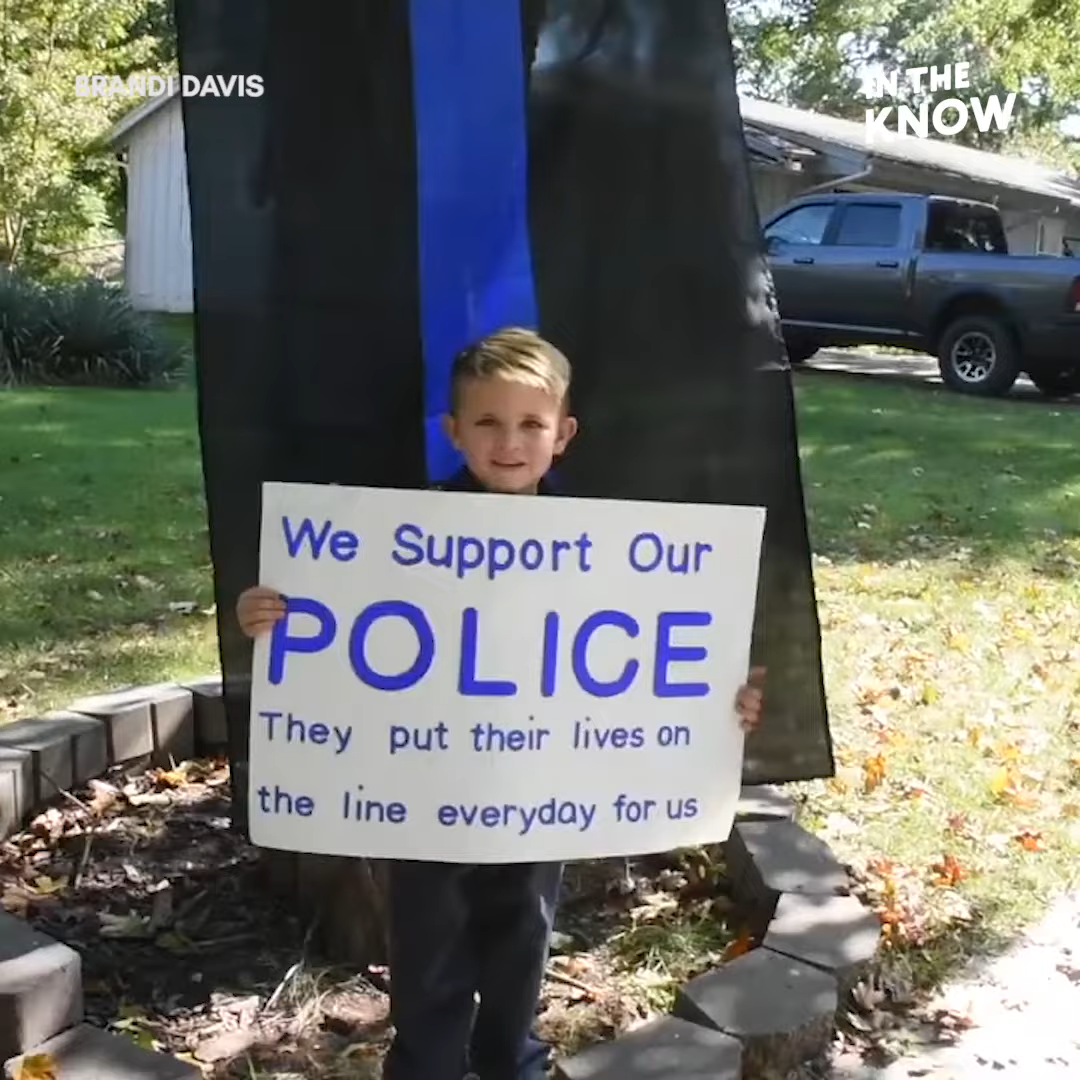 BRANDI DAVIS
IN THE
KNOW
We Support Our
POLICE
They put their lives on
the line everyday for us